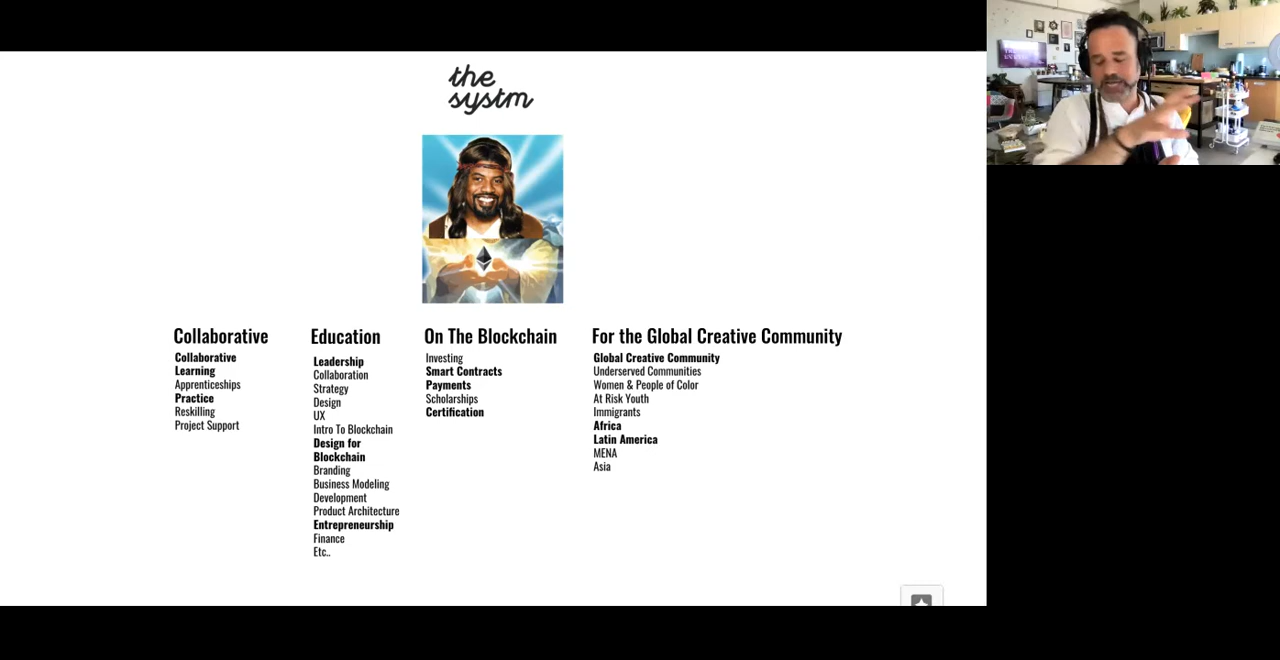 the
systm
Collaborative
Collaborative
Learning
Apprenticeships
Practice
Reskilling
Project Support
Education
Leadership
Collaboration
Strategy
Design
UX
Intro To Blockchain
Design for
Blockchain
Branding
Business Modeling
Development
Product Architecture
Entrepreneurship
Finance
Etc..
On The Blockchain
Investing
Smart Contracts
Payments
Scholarships
Certification
For the Global Creative Community
Global Creative Community
Underserved Communities
Women & People of Color
At Risk Youth
Immigrants
Africa
Latin America
MENA
Asia